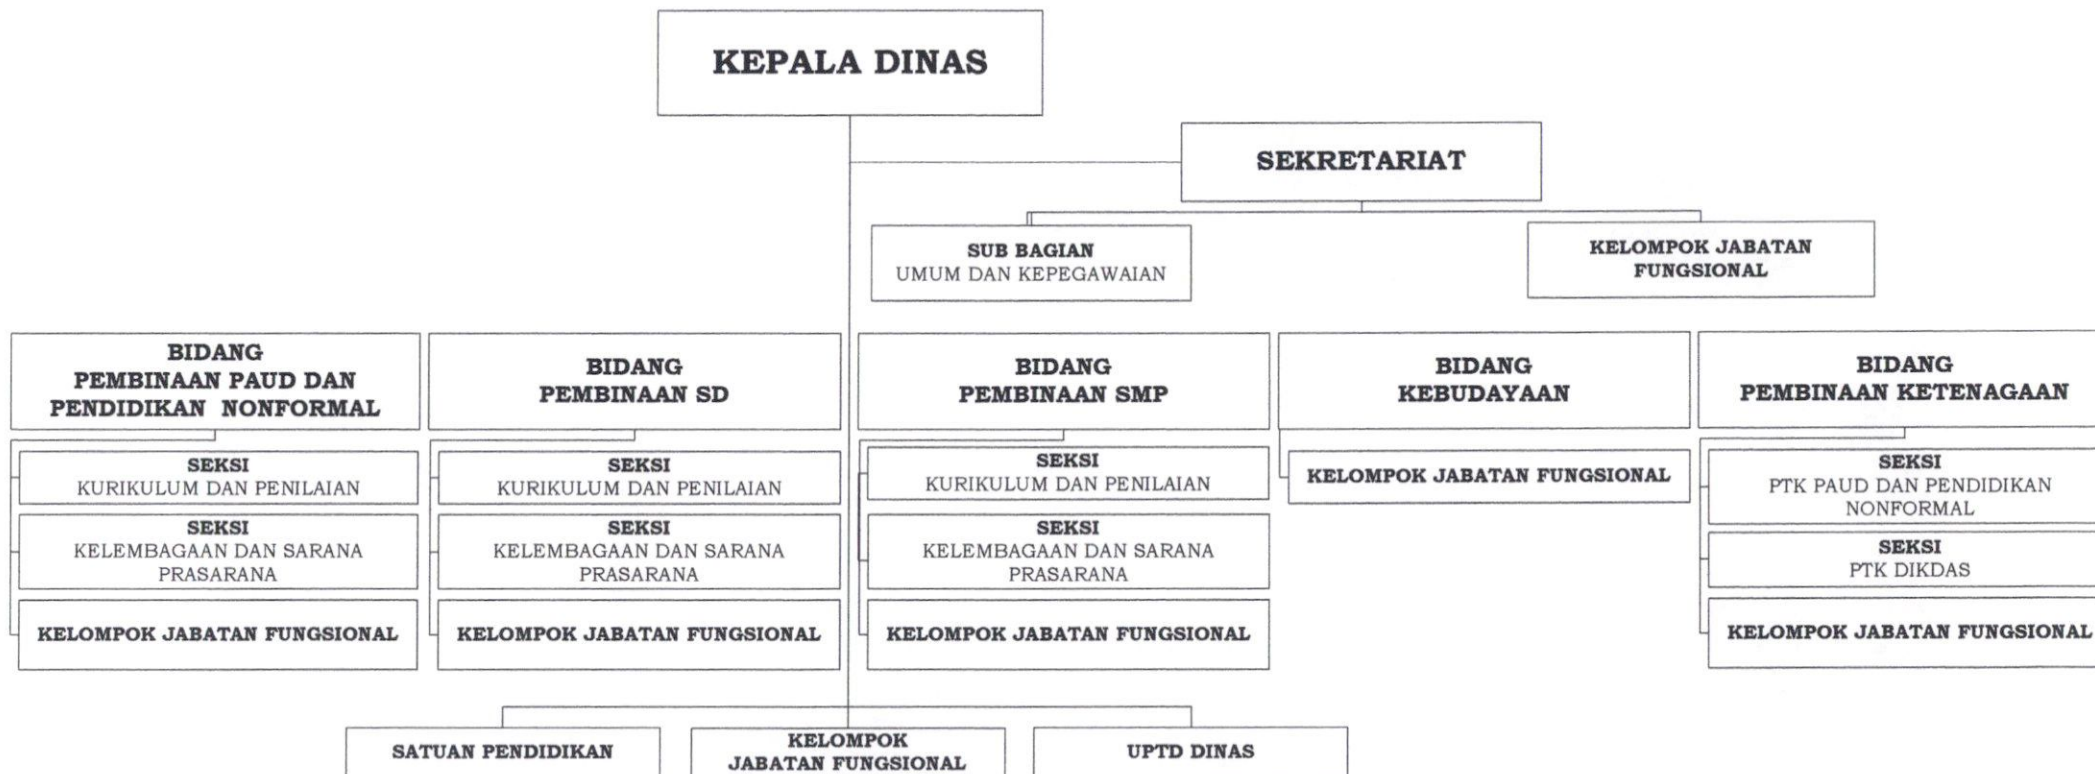 KEPALA DINAS
SEKRETARIAT
SUB BAGIAN
UMUM DAN KEPEGAWAIAN
KELOMPOK JABATAN
FUNGSIONAL
BIDANG
PEMBINAAN PAUD DAN
PENDIDIKAN NONFORMAL
SEKSI
KURIKULUM DAN PENILAIAN
SEKSI
KELEMBAGAAN DAN SARANA
PRASARANA
KELOMPOK JABATAN FUNGSIONAL
BIDANG
PEMBINAAN SD
SEKSI
KURIKULUM DAN PENILAIAN
SEKSI
KELEMBAGAAN DAN SARANA
PRASARANA
KELOMPOK JABATAN FUNGSIONAL
BIDANG
PEMBINAAN SMP
SEKSI
KURIKULUM DAN PENILAIAN
SEKSI
KELEMBAGAAN DAN SARANA
PRASARANA
KELOMPOK JABATAN FUNGSIONAL
BIDANG
KEBUDAYAAN
KELOMPOK JABATAN FUNGSIONAL
BIDANG
PEMBINAAN KETENAGAAN
SEKSI
PTK PAUD DAN PENDIDIKAN
NONFORMAL
SEKSI
PTK DIKDAS
KELOMPOK JABATAN FUNGSIONAL
SATUAN PENDIDIKAN
KELOMPOK
JABATAN FUNGSIONAL
UPTD DINAS